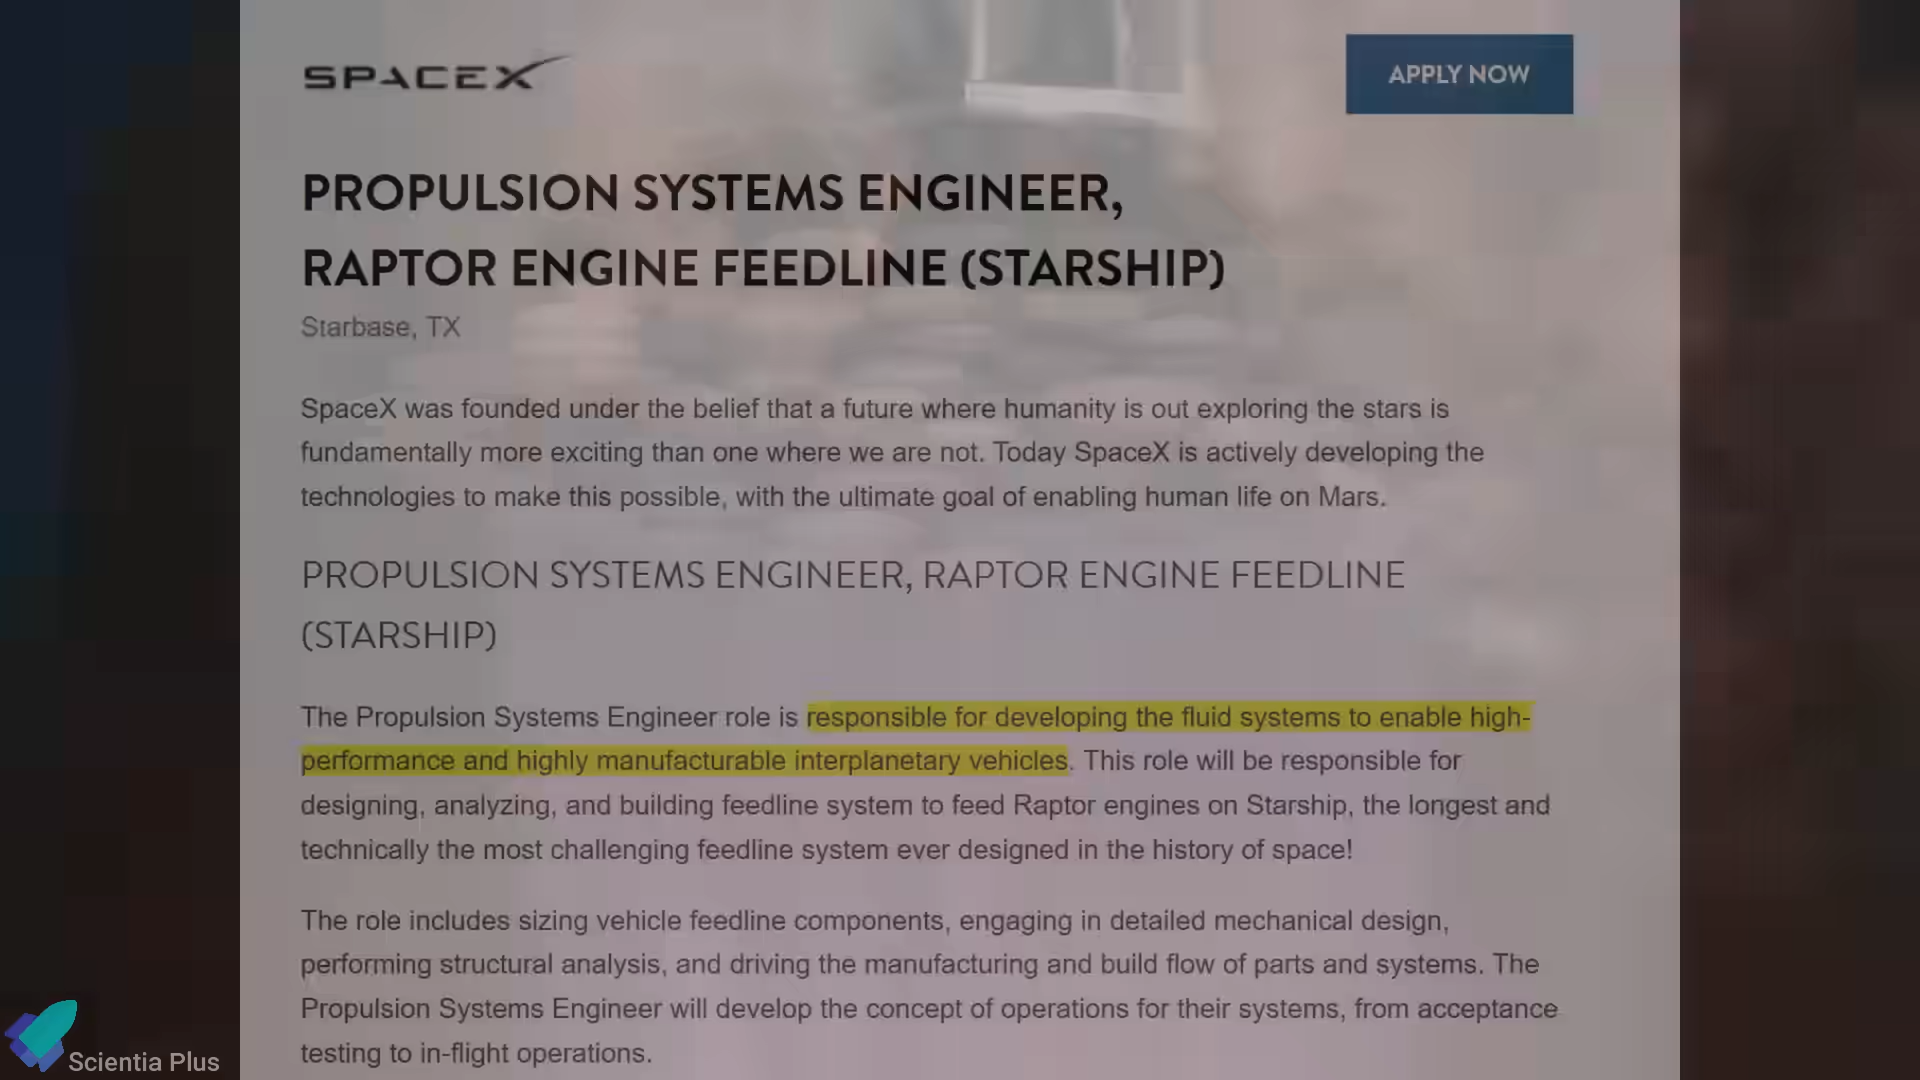 SPACEX
APPLY NOW
PROPULSION SYSTEMS ENGINEER,
RAPTOR ENGINE FEEDLINE (STARSHIP)
Starbase, TX
SpaceX was founded under the belief that a future where humanity is out exploring the stars is
fundamentally more exciting than one where we are not. Today SpaceX is actively developing the
technologies to make this possible, with the ultimate goal of enabling human life on Mars.
PROPULSION SYSTEMS ENGINEER, RAPTOR ENGINE FEEDLINE
(STARSHIP)
The Propulsion Systems Engineer role is responsible for developing the fluid systems to enable high-
performance and highly manufacturable interplanetary vehicles. This role will be responsible for
designing, analyzing, and building feedline system to feed Raptor engines on Starship, the longest and
technically the most challenging feedline system ever designed in the history of space!
The role includes sizing vehicle feedline components, engaging in detailed mechanical design,
performing structural analysis, and driving the manufacturing and build flow of parts and systems. The
Propulsion Systems Engineer will develop the concept of operations for their systems, from acceptance
testing to in-flight operations.
Scientia Plus